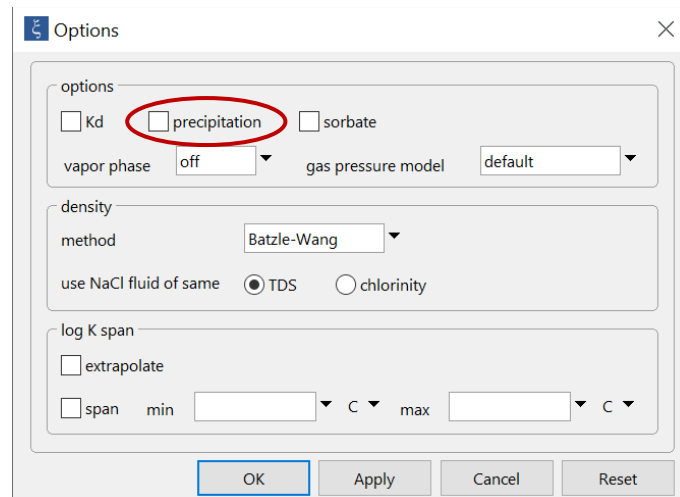 ξ Options
options
Kd precipitation sorbate
vapor phase off gas pressure model default
density
method Batzle-Wang
use NaCl fluid of same TDS chlorinity
log K span
extrapolate
span min C max C
OK Apply Cancel Reset